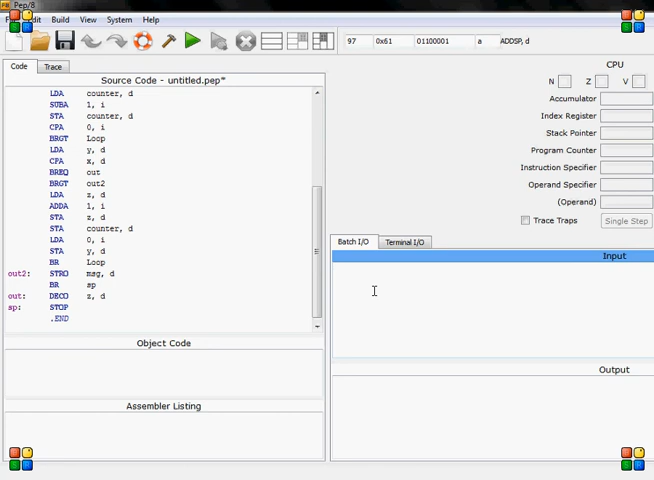 Pep/8
Edit Build View System Help
97 0x61 01100001 a ADDSP, d
Code Trace
Source Code - untitled.pep*
LDA counter, d
SUBA 1, i
STA counter, d
CPA 0, i
BRGT Loop
LDA y, d
CPA x, d
BREQ out
BRGT out2
LDA z, d
ADDA 1, i
STA z, d
STA counter, d
LDA 0, i
STA y, d
BR Loop
out2: STRO msg, d
BR sp
out: DECO z, d
sp: STOP
.END
Object Code
Assembler Listing
CPU
N Z V
Accumulator
Index Register
Stack Pointer
Program Counter
Instruction Specifier
Operand Specifier
(Operand)
Trace Traps Single Step
Batch I/O Terminal I/O
Input
Output